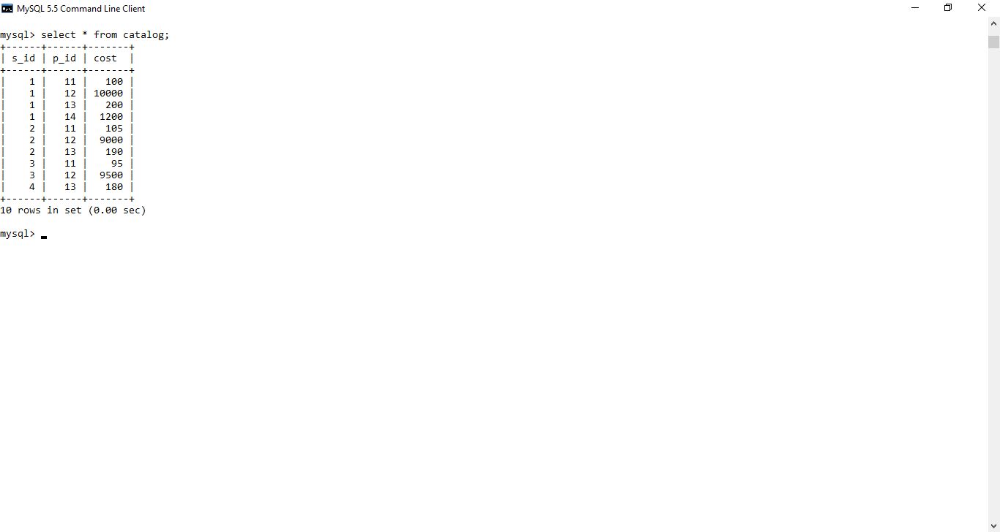 MySQL 5.5 Command Line Client
mysql> select * from catalog;
+------+------+-------+
| s_id | p_id | cost  |
+------+------+-------+
|    1 |   11 |   100 |
|    1 |   12 | 10000 |
|    1 |   13 |   200 |
|    1 |   14 |  1200 |
|    2 |   11 |   105 |
|    2 |   12 |  9000 |
|    2 |   13 |   190 |
|    3 |   11 |    95 |
|    3 |   12 |  9500 |
|    4 |   13 |   180 |
+------+------+-------+
10 rows in set (0.00 sec)
mysql>